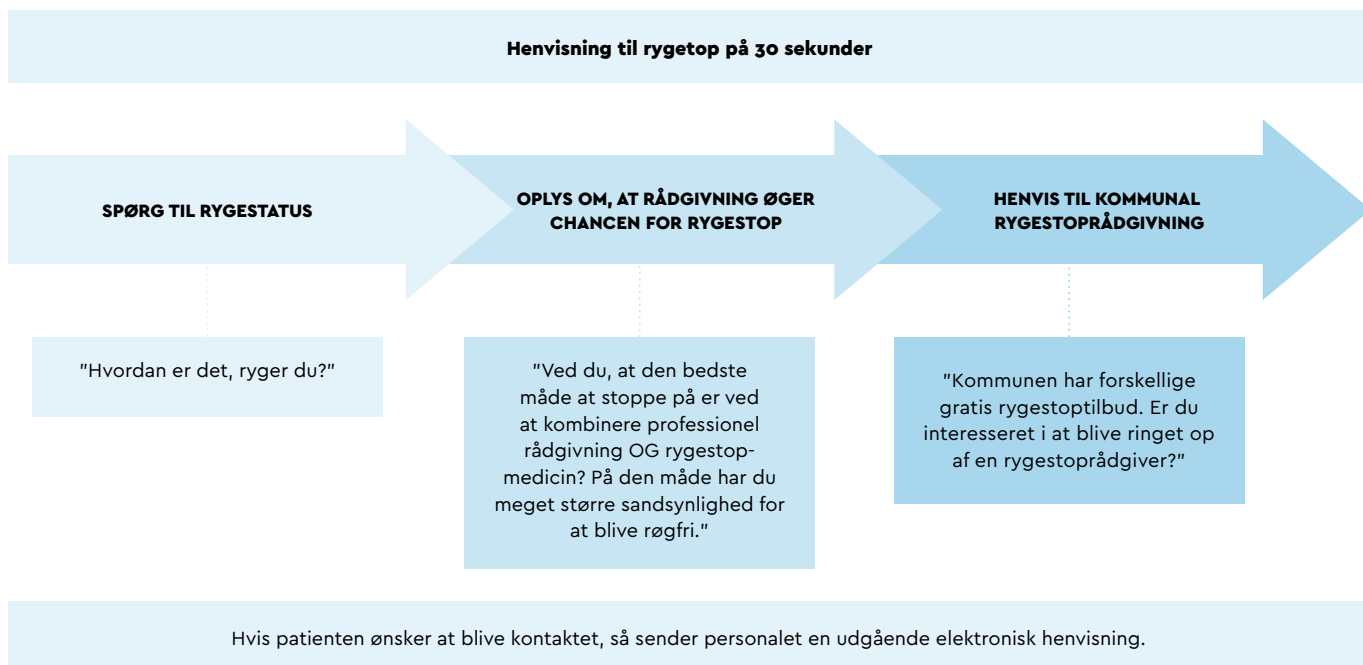 Henvisning til rygetop på 30 sekunder
SPØRG TIL RYGESTATUS
OPLYS OM, AT RÅDGIVNING ØGER
CHANCEN FOR RYGESTOP
HENVIS TIL KOMMUNAL
RYGESTOPRÅDGIVNING
"Hvordan er det, ryger du?"
"Ved du, at den bedste
måde at stoppe på er ved
at kombinere professionel
rådgivning OG rygestop-
medicin? På den måde har du
meget større sandsynlighed for
at blive røgfri."
"Kommunen har forskellige
gratis rygestoptilbud. Er du
interesseret i at blive ringet op
af en rygestoprådgiver?"
Hvis patienten ønsker at blive kontaktet, så sender personalet en udgående elektronisk henvisning.